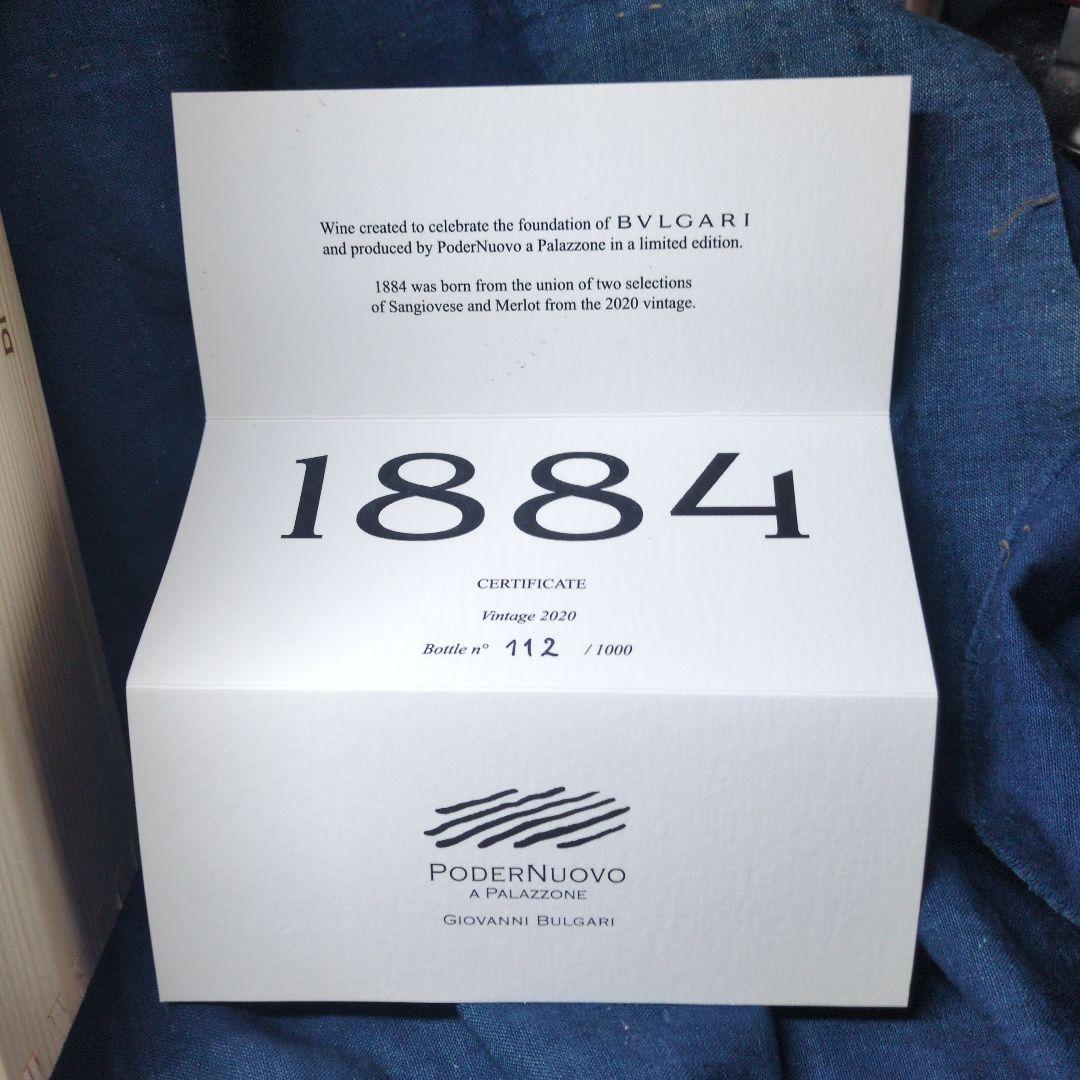 Wine created to celebrate the foundation of BVLGARI
and produced by PoderNuovo a Palazzone in a limited edition.
1884 was born from the union of two selections
of Sangiovese and Merlot from the 2020 vintage.
1884
CERTIFICATE
Vintage 2020
Bottle n° 112 / 1000
PODERNUOVO
A PALAZZONE
GIOVANNI BULGARI